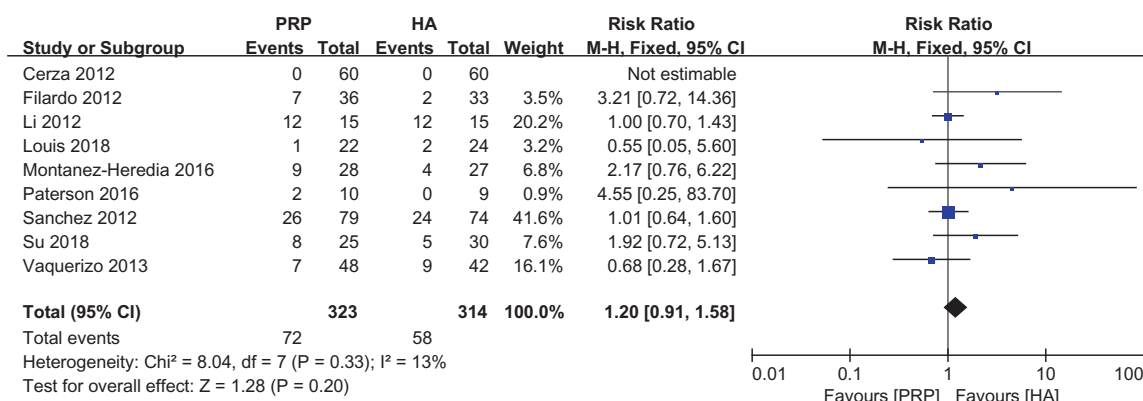 PRP HA Risk Ratio Risk Ratio
Study or Subgroup Events Total Events Total Weight M-H, Fixed, 95% CI M-H, Fixed, 95% CI
Cerza 2012 0 60 0 60 Not estimable
Filardo 2012 7 36 2 33 3.5% 3.21 [0.72, 14.36]
Li 2012 12 15 12 15 20.2% 1.00 [0.70, 1.43]
Louis 2018 1 22 2 24 3.2% 0.55 [0.05, 5.60]
Montanez-Heredia 2016 9 28 4 27 6.8% 2.17 [0.76, 6.22]
Paterson 2016 2 10 0 9 0.9% 4.55 [0.25, 83.70]
Sanchez 2012 26 79 24 74 41.6% 1.01 [0.64, 1.60]
Su 2018 8 25 5 30 7.6% 1.92 [0.72, 5.13]
Vaquerizo 2013 7 48 9 42 16.1% 0.68 [0.28, 1.67]
Total (95% CI) 323 314 100.0% 1.20 [0.91, 1.58]
Total events 72 58
Heterogeneity: Chi² = 8.04, df = 7 (P = 0.33); I² = 13%
Test for overall effect: Z = 1.28 (P = 0.20)
0.01 0.1 1 10 100
Favours [PRP] Favours [HA]